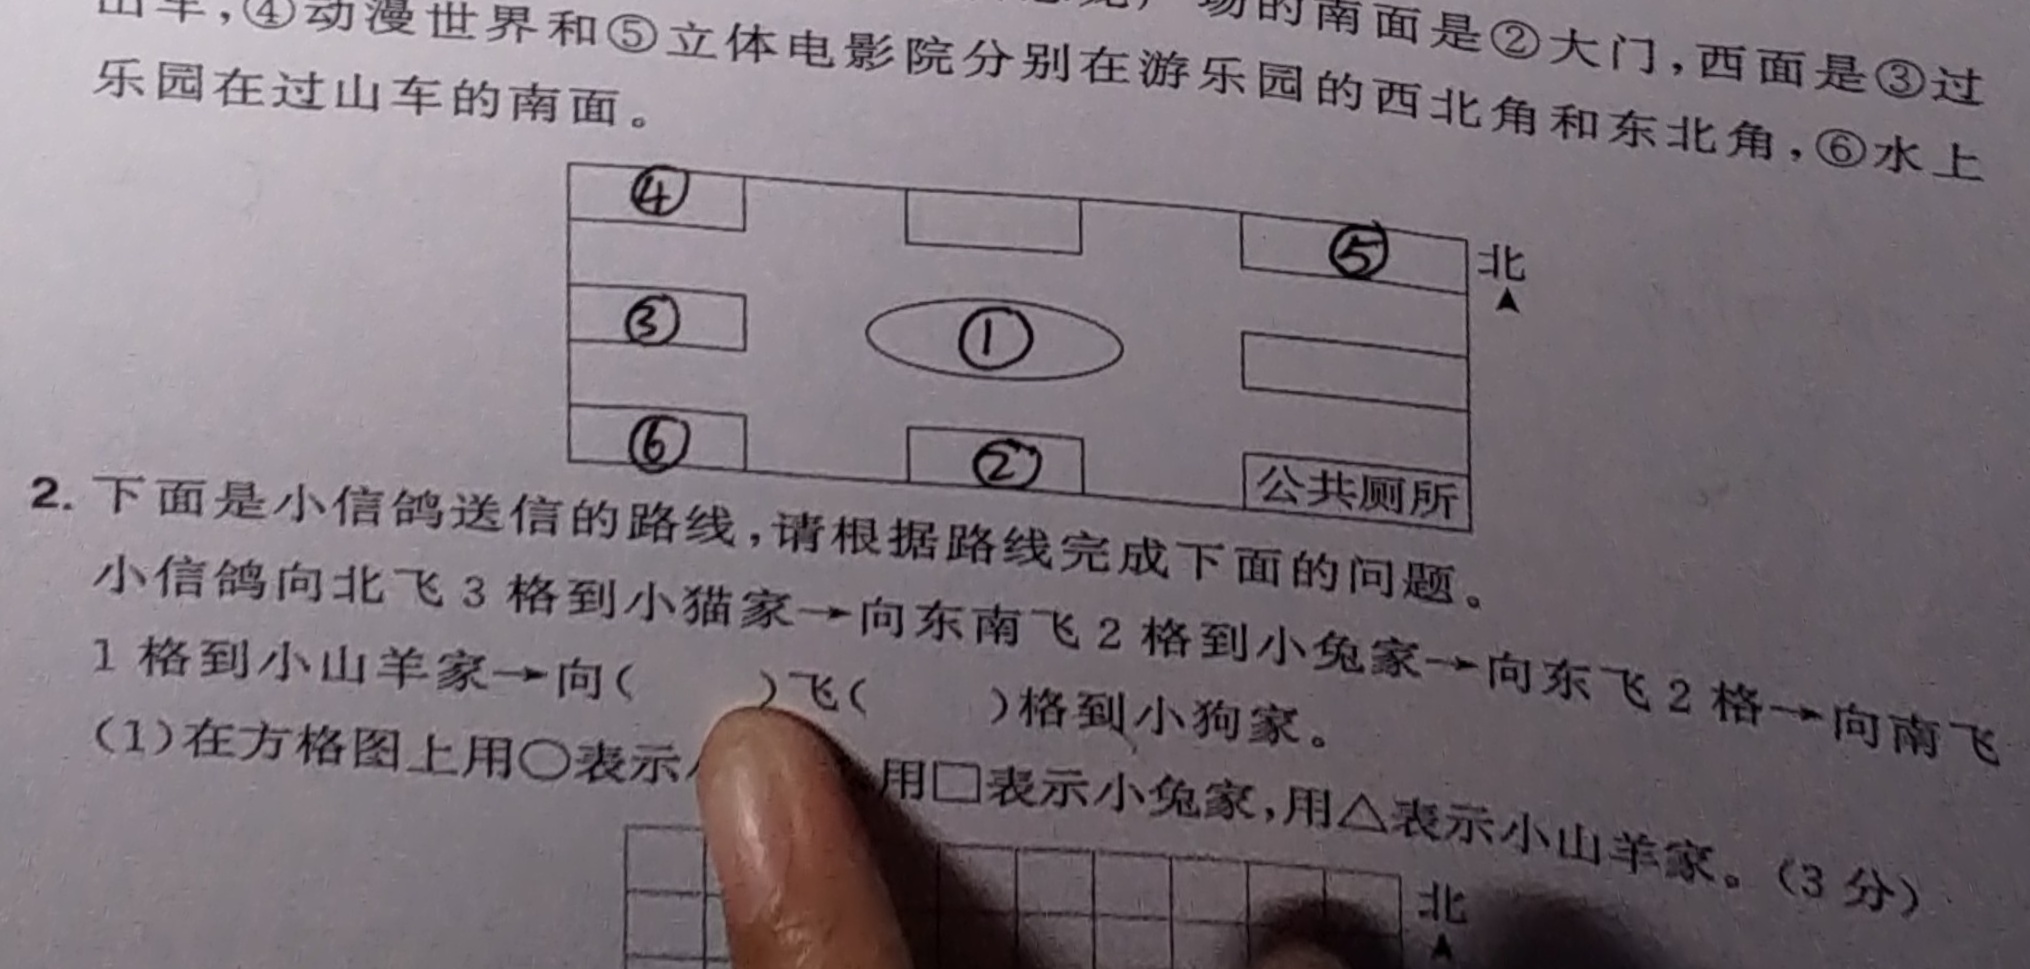 山车,④动漫世界和⑤立体电影院分别在游乐园的西北角和东北角,⑥水上
场的南面是②大门,西面是③过
乐园在过山车的南面。
④
⑤
北
③
①
⑥
②
公共厕所
2. 下面是小信鸽送信的路线,请根据路线完成下面的问题。
小信鸽向北飞3格到小猫家→向东南飞2格到小兔家→向东飞2格→向南飞
1格到小山羊家→向( )飞( )格到小狗家。
(1)在方格图上用○表示 用□表示小兔家,用△表示小山羊家。(3分)
北